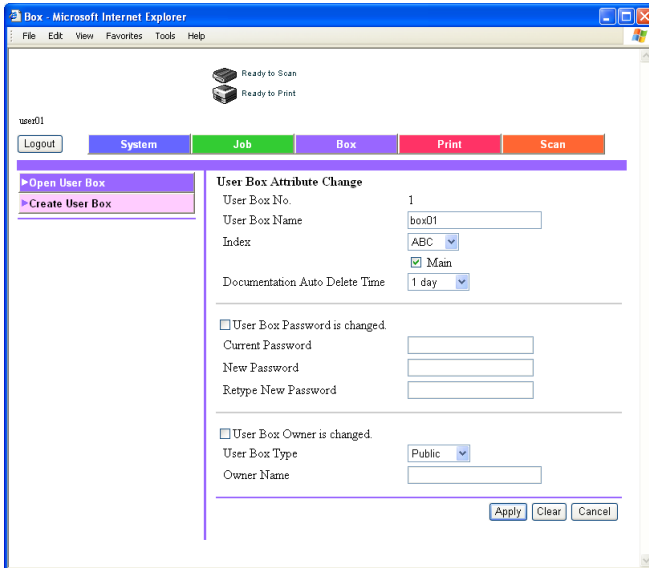 Box - Microsoft Internet Explorer
File Edit View Favorites Tools Help
Ready to Scan
Ready to Print
user01
Logout System Job Box Print Scan
Open User Box
Create User Box
User Box Attribute Change
User Box No. 1
User Box Name box01
Index ABC
Main
Documentation Auto Delete Time 1 day
User Box Password is changed.
Current Password
New Password
Retype New Password
User Box Owner is changed.
User Box Type Public
Owner Name
Apply Clear Cancel